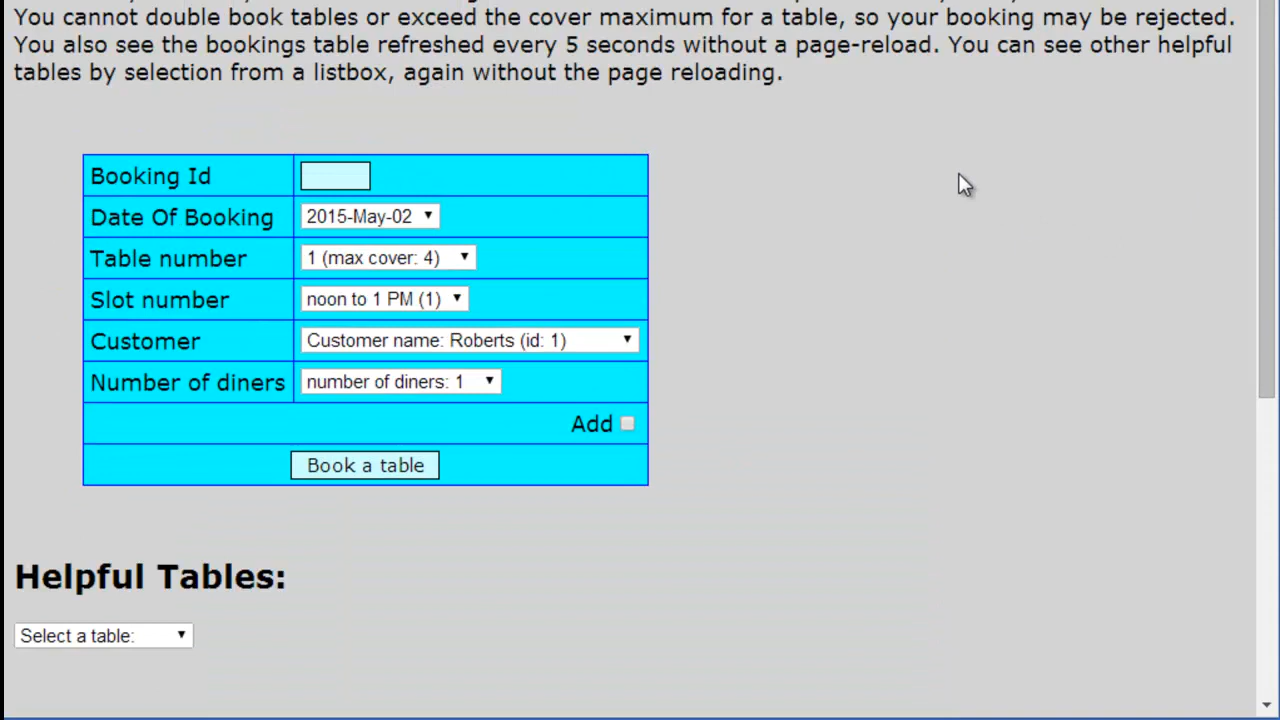 You cannot double book tables or exceed the cover maximum for a table, so your booking may be rejected.
You also see the bookings table refreshed every 5 seconds without a page-reload. You can see other helpful
tables by selection from a listbox, again without the page reloading.
Booking Id
Date Of Booking 2015-May-02
Table number 1 (max cover: 4)
Slot number noon to 1 PM (1)
Customer Customer name: Roberts (id: 1)
Number of diners number of diners: 1
Add
Book a table
Helpful Tables:
Select a table: